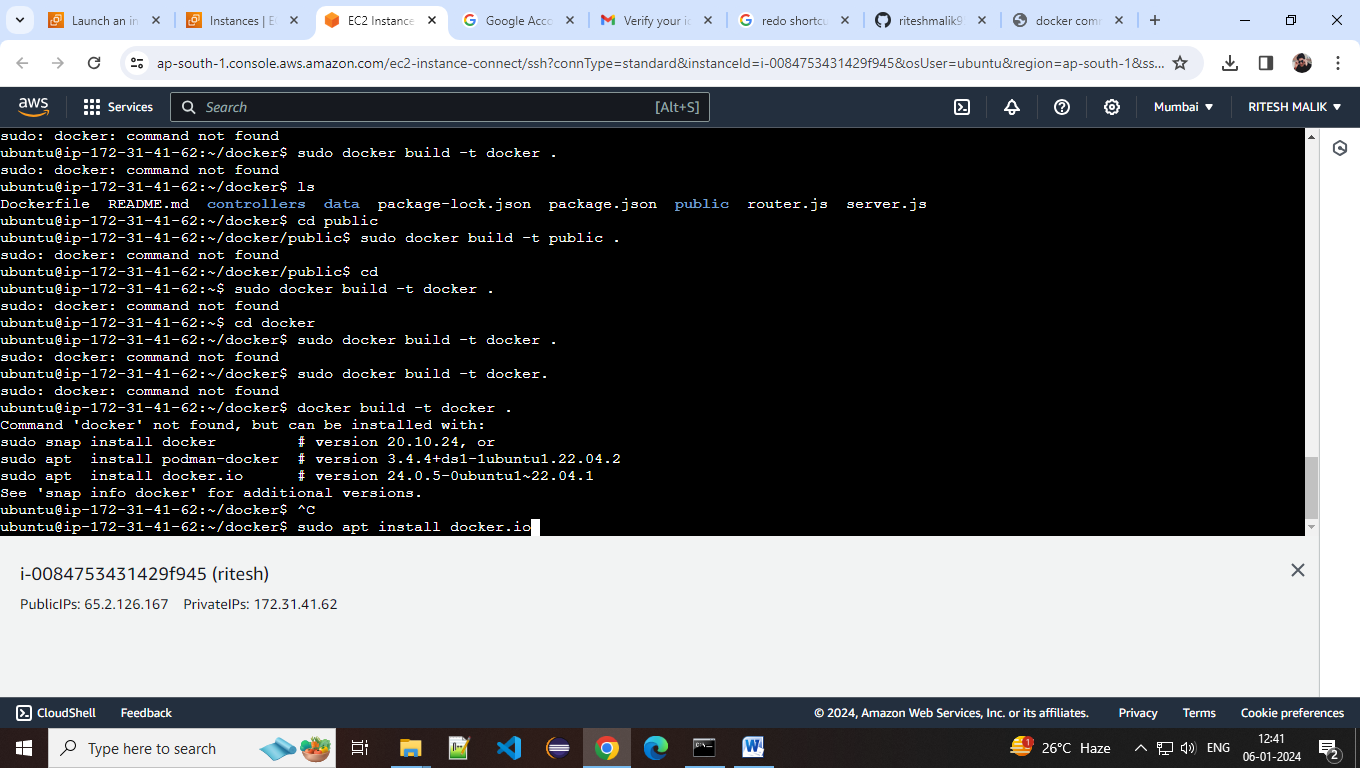 Launch an in
Instances | E
EC2 Instance
Google Acco
Verify your i
redo shortcu
riteshmalik9
docker com
ap-south-1.console.aws.amazon.com/ec2-instance-connect/ssh?connType=standard&instanceId=i-0084753431429f945&osUser=ubuntu&region=ap-south-1&ss...
aws
Services
Search
[Alt+S]
Mumbai
RITESH MALIK
sudo: docker: command not found
ubuntu@ip-172-31-41-62:~/docker$ sudo docker build -t docker .
sudo: docker: command not found
ubuntu@ip-172-31-41-62:~/docker$ ls
Dockerfile  README.md  controllers  data  package-lock.json  package.json  public  router.js  server.js
ubuntu@ip-172-31-41-62:~/docker$ cd public
ubuntu@ip-172-31-41-62:~/docker/public$ sudo docker build -t public .
sudo: docker: command not found
ubuntu@ip-172-31-41-62:~/docker/public$ cd
ubuntu@ip-172-31-41-62:~$ sudo docker build -t docker .
sudo: docker: command not found
ubuntu@ip-172-31-41-62:~$ cd docker
ubuntu@ip-172-31-41-62:~/docker$ sudo docker build -t docker .
sudo: docker: command not found
ubuntu@ip-172-31-41-62:~/docker$ sudo docker build -t docker.
sudo: docker: command not found
ubuntu@ip-172-31-41-62:~/docker$ docker build -t docker .
Command 'docker' not found, but can be installed with:
sudo snap install docker         # version 20.10.24, or
sudo apt  install podman-docker  # version 3.4.4+ds1-1ubuntu1.22.04.2
sudo apt  install docker.io      # version 24.0.5-0ubuntu1~22.04.1
See 'snap info docker' for additional versions.
ubuntu@ip-172-31-41-62:~/docker$ ^C
ubuntu@ip-172-31-41-62:~/docker$ sudo apt install docker.io
i-0084753431429f945 (ritesh)
PublicIPs: 65.2.126.167    PrivateIPs: 172.31.41.62
CloudShell
Feedback
© 2024, Amazon Web Services, Inc. or its affiliates.
Privacy
Terms
Cookie preferences
Type here to search
1
26°C Haze
ENG
12:41
06-01-2024
2